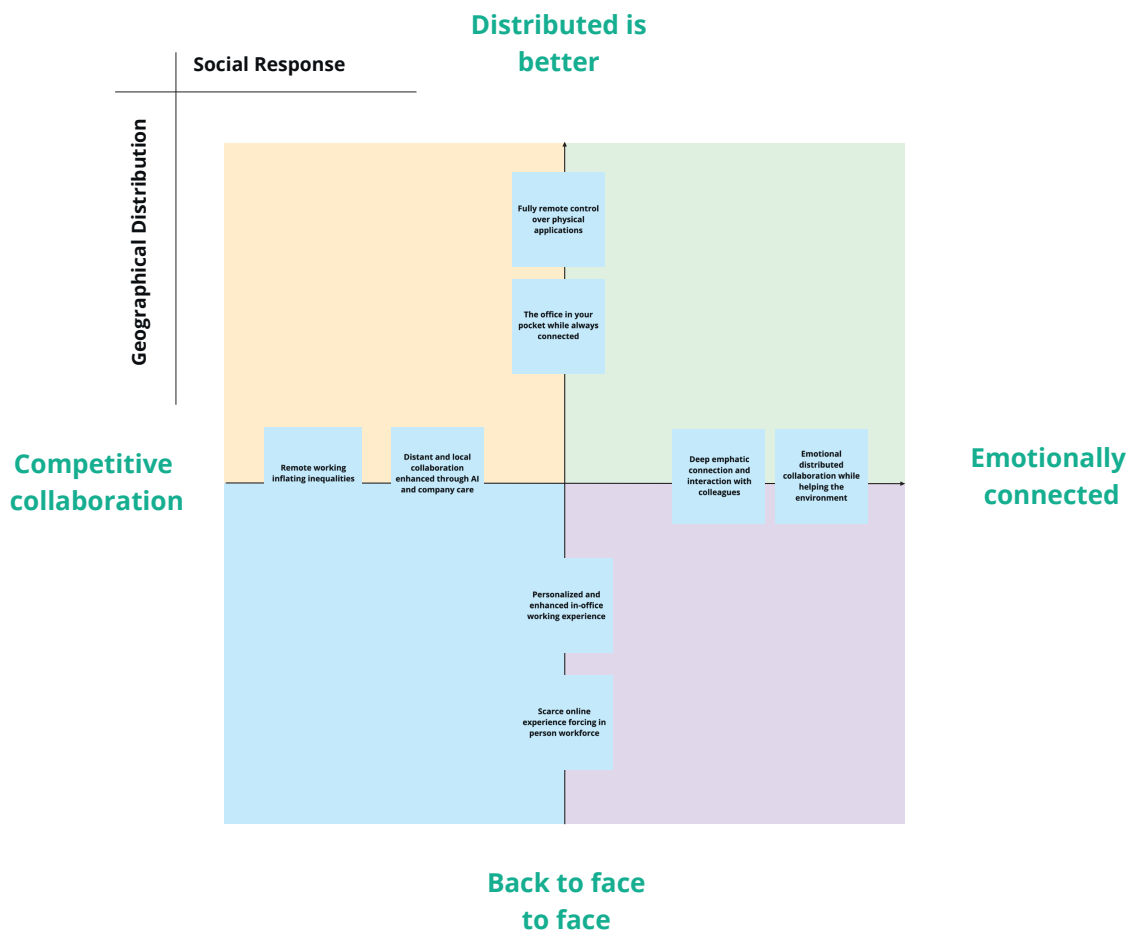 Distributed is
better
Social Response
Geographical Distribution
Fully remote control
over physical
applications
The office in your
pocket while always
connected
Competitive
collaboration
Remote working
inflating inequalities
Distant and local
collaboration
enhanced through AI
and company care
Deep emphatic
connection and
interaction with
colleagues
Emotional
distributed
collaboration while
helping the
environment
Emotionally
connected
Personalized and
enhanced in-office
working experience
Scarce online
experience forcing in
person workforce
Back to face
to face